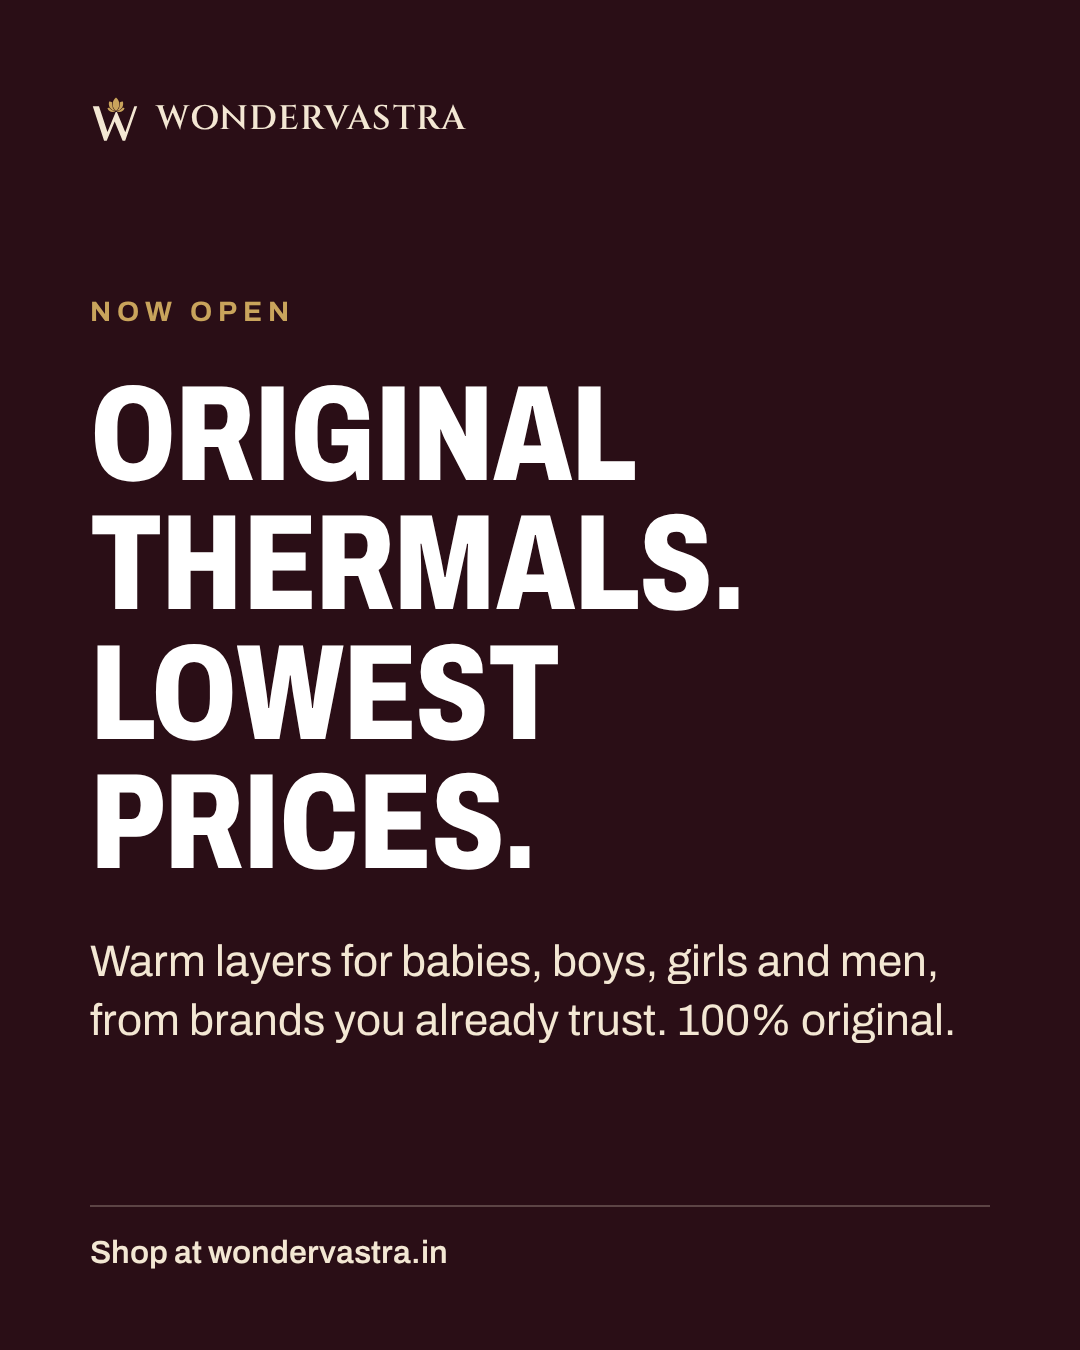 WONDERVASTRA
NOW OPEN
ORIGINAL
THERMALS.
LOWEST
PRICES.
Warm layers for babies, boys, girls and men,
from brands you already trust. 100% original.
Shop at wondervastra.in